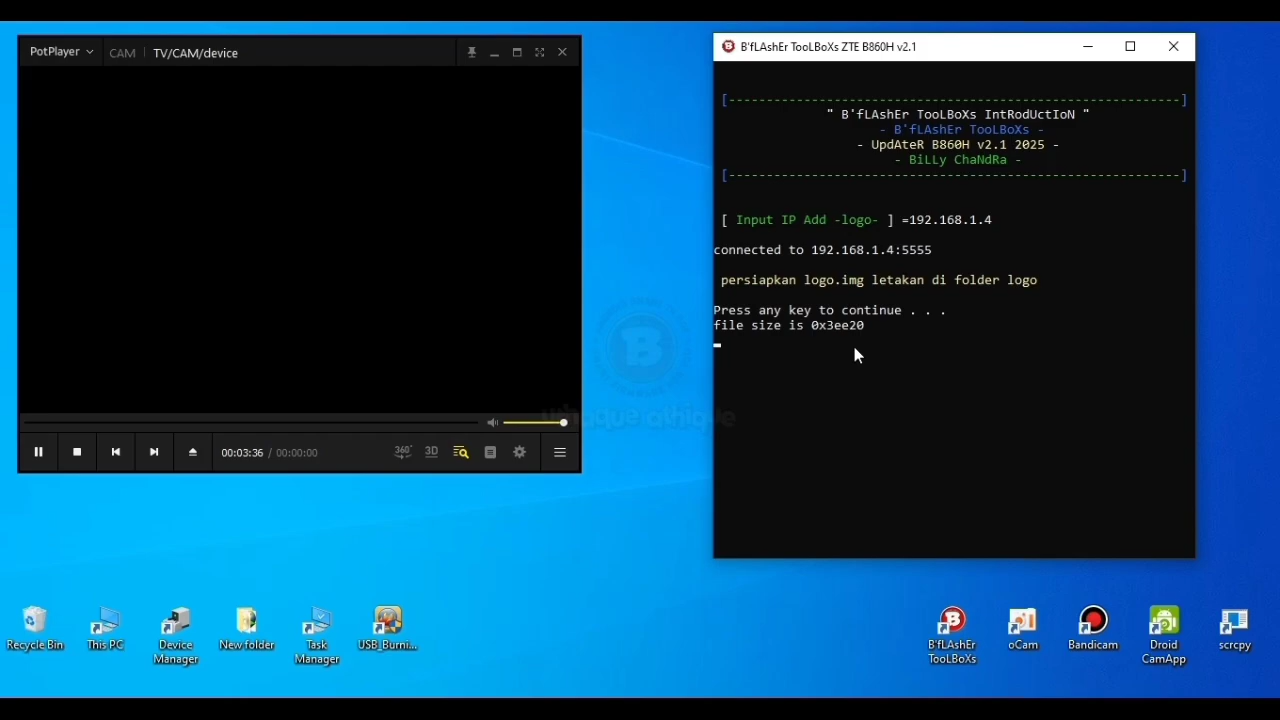 PotPlayer
CAM
TV/CAM/device
00:03:36 / 00:00:00
360°
3D
B'fLAshEr TooLBoXs ZTE B860H v2.1
[------------------------------------------------------------]
" B'fLAshEr TooLBoXs IntRodUctIoN "
- B'fLAshEr TooLBoXs -
- UpdAteR B860H v2.1 2025 -
- BiLLy ChaNdRa -
[------------------------------------------------------------]
[ Input IP Add -logo- ] =192.168.1.4
connected to 192.168.1.4:5555
persiapkan logo.img letakan di folder logo
Press any key to continue . . .
file size is 0x3ee20
B
Recycle Bin
This PC
Device
Manager
New folder
Task
Manager
USB_Burni...
B'fLAshEr
TooLBoXs
oCam
Bandicam
Droid
CamApp
scrcpy